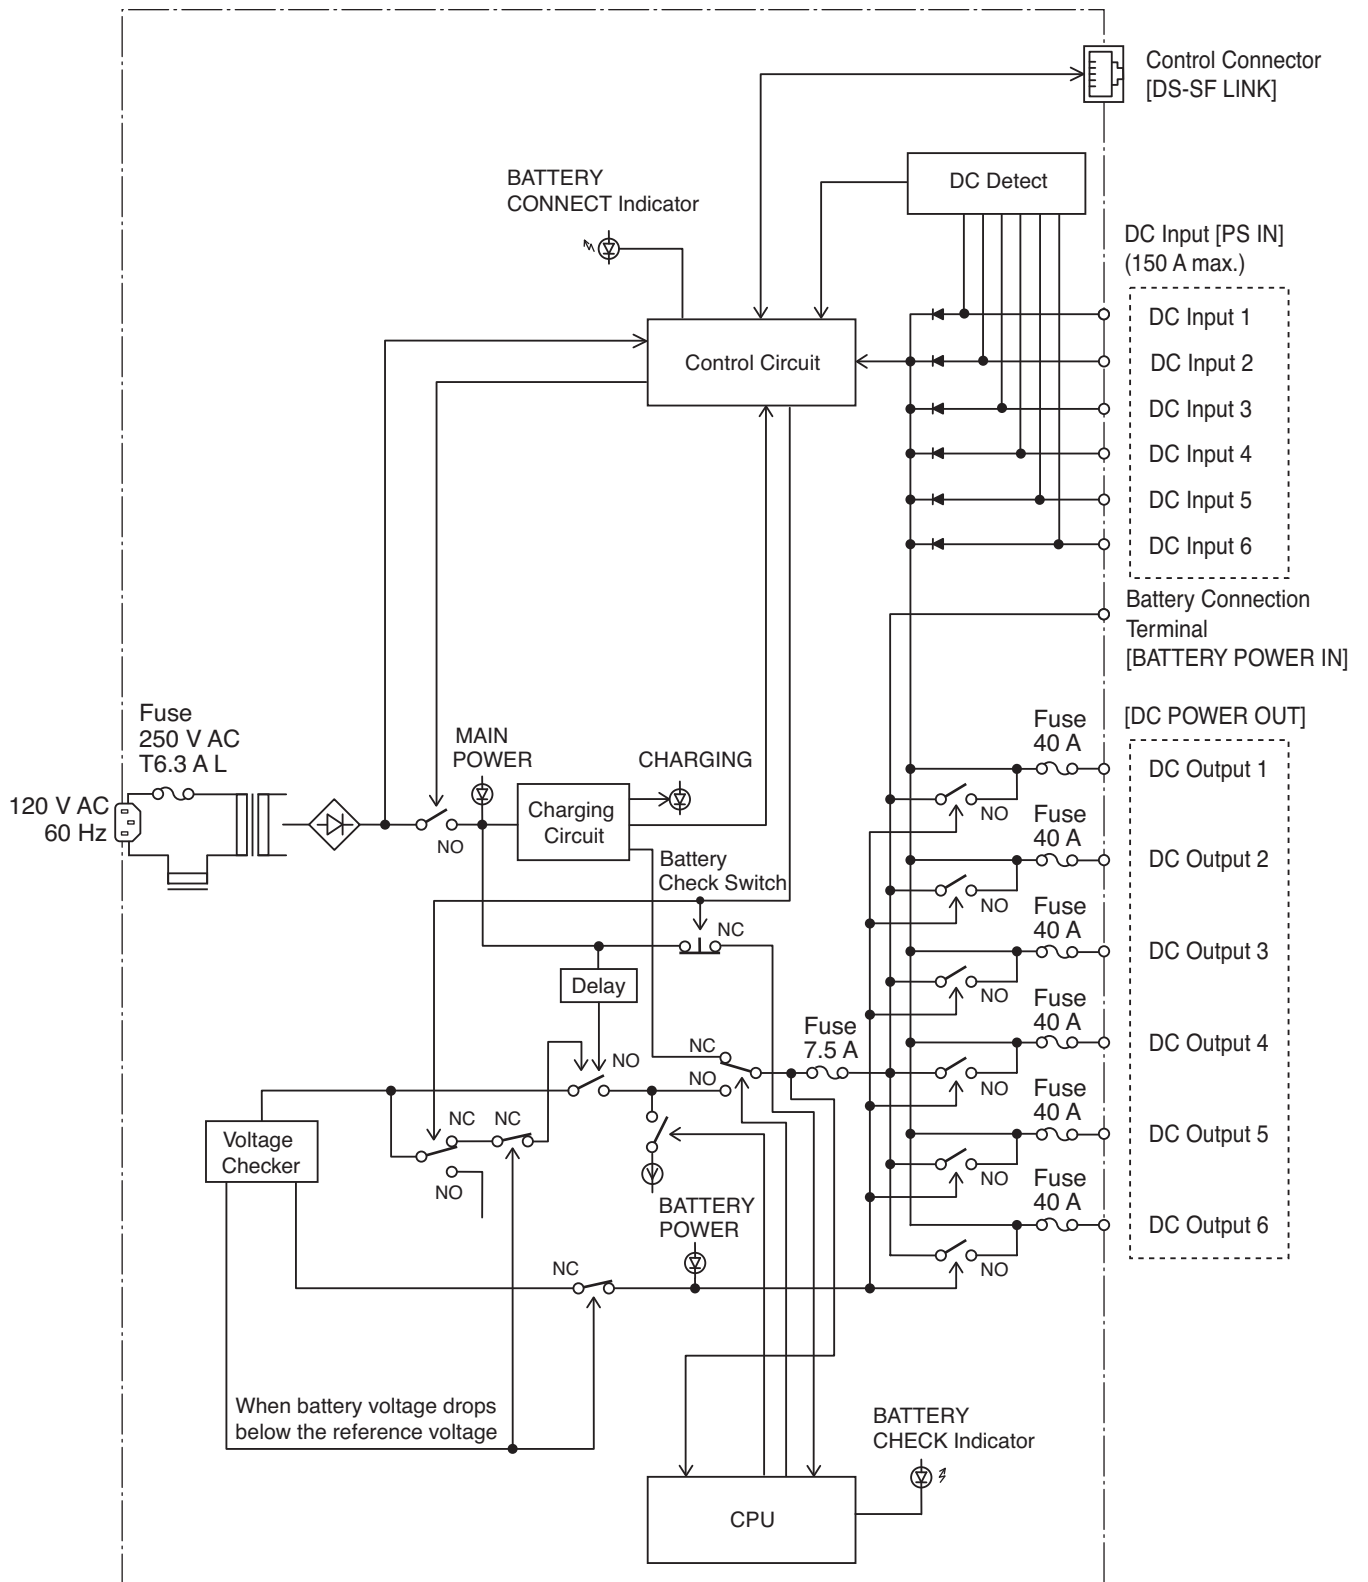 Control Connector
[DS-SF LINK]
DC Detect
BATTERY
CONNECT Indicator
DC Input [PS IN]
(150 A max.)
DC Input 1
Control Circuit
DC Input 2
DC Input 3
DC Input 4
DC Input 5
DC Input 6
Battery Connection
Terminal
[BATTERY POWER IN]
Fuse
250 V AC
T6.3 A L
120 V AC
60 Hz
MAIN
POWER
NO
CHARGING
Charging
Circuit
Battery
Check Switch
NC
[DC POWER OUT]
Fuse
40 A
DC Output 1
NO
Fuse
40 A
DC Output 2
NO
Fuse
40 A
DC Output 3
NO
Fuse
40 A
DC Output 4
NO
Fuse
40 A
DC Output 5
NO
Fuse
40 A
DC Output 6
NO
Delay
Fuse
7.5 A
NO
NC
NO
Voltage
Checker
NC
NC
NO
BATTERY
POWER
NC
When battery voltage drops
below the reference voltage
BATTERY
CHECK Indicator
CPU